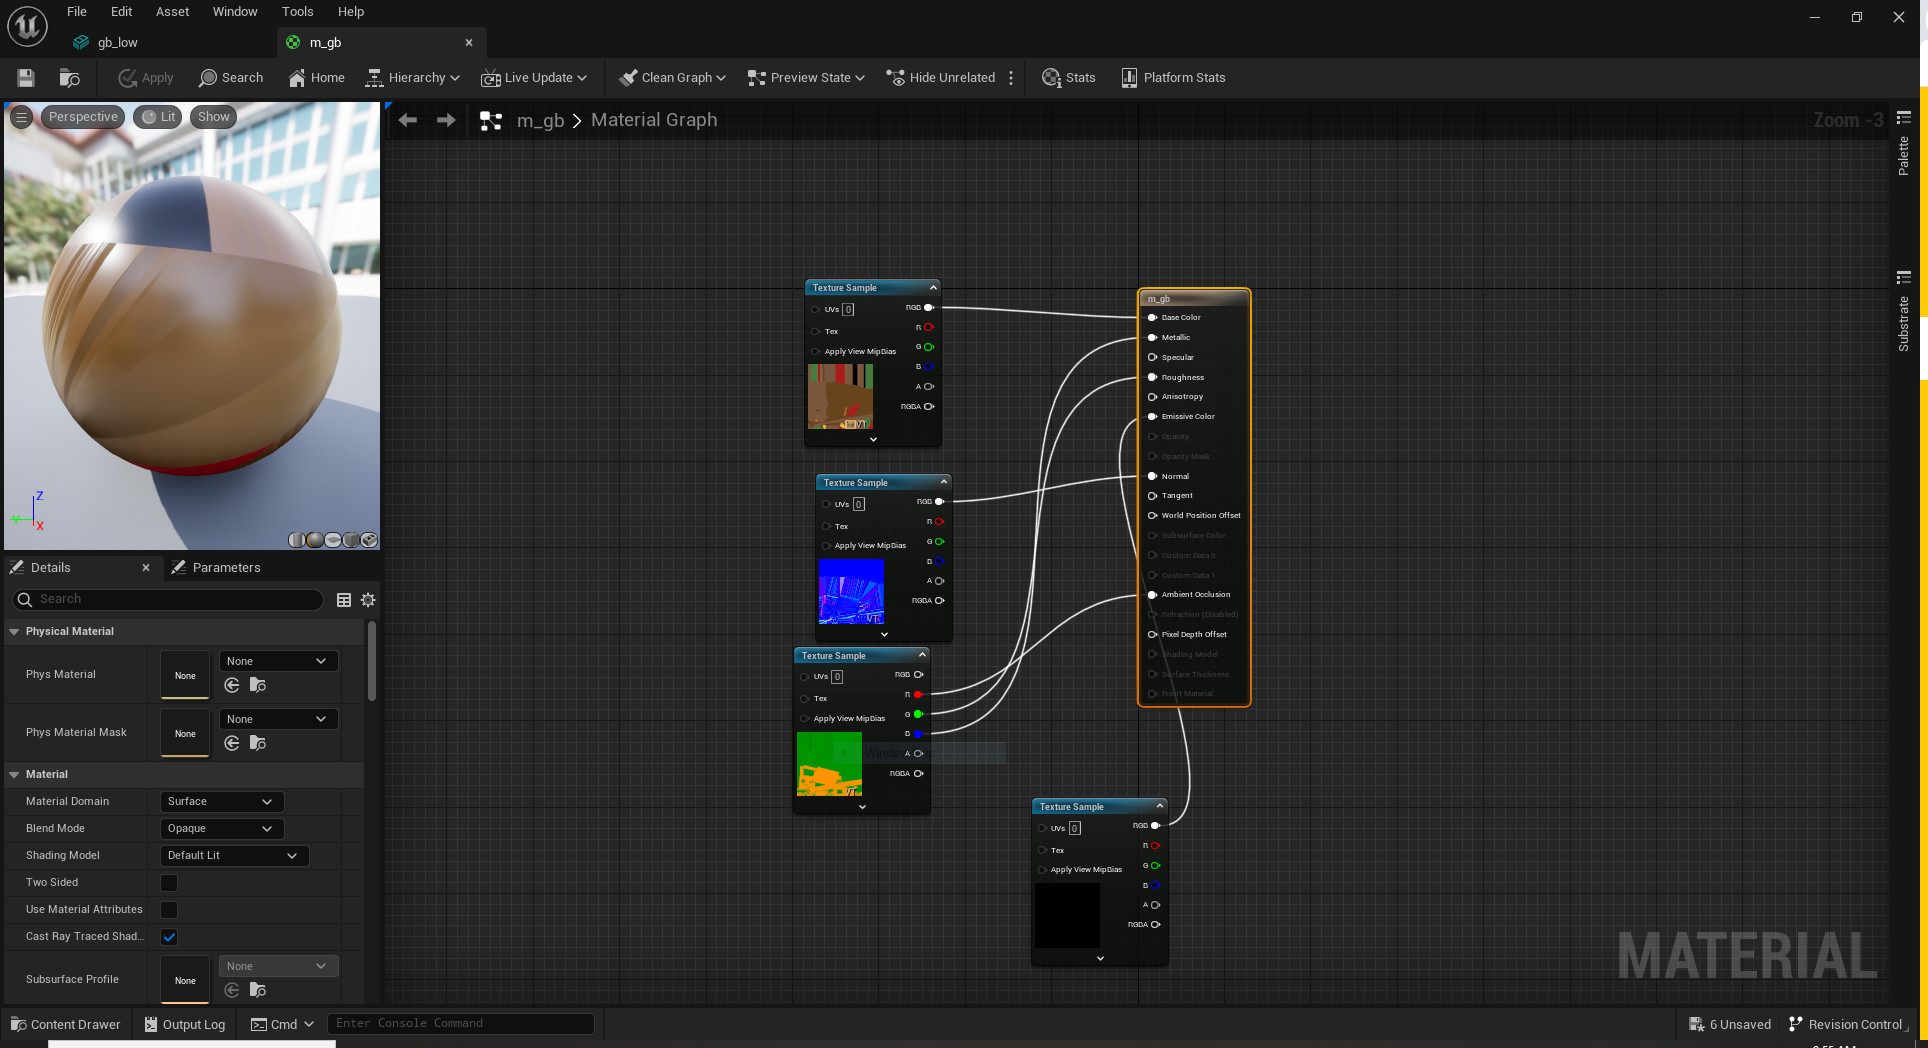 File Edit Asset Window Tools Help
gb_low
m_gb
Apply Search Home Hierarchy Live Update Clean Graph Preview State Hide Unrelated Stats Platform Stats
Perspective Lit Show
m_gb > Material Graph
Zoom -3
Palette
Substrate
Z
Y
X
Texture Sample
UVs 0
Tex
Apply View MipBias
RGB
R
G
B
A
RGBA
VT
Texture Sample
UVs 0
Tex
Apply View MipBias
RGB
R
G
B
A
RGBA
VT
Texture Sample
UVs 0
Tex
Apply View MipBias
RGB
R
G
B
A
RGBA
VT
Texture Sample
UVs 0
Tex
Apply View MipBias
RGB
R
G
B
A
RGBA
m_gb
Base Color
Metallic
Specular
Roughness
Anisotropy
Emissive Color
Opacity
Opacity Mask
Normal
Tangent
World Position Offset
Subsurface Color
Custom Data 0
Custom Data 1
Ambient Occlusion
Refraction (Disabled)
Pixel Depth Offset
Shading Model
Surface Thickness
Front Material
MATERIAL
Details
Parameters
Search
Physical Material
Phys Material None None
Phys Material Mask None None
Material
Material Domain Surface
Blend Mode Opaque
Shading Model Default Lit
Two Sided
Use Material Attributes
Cast Ray Traced Shad...
Subsurface Profile None None
Content Drawer Output Log Cmd Enter Console Command
6 Unsaved Revision Control